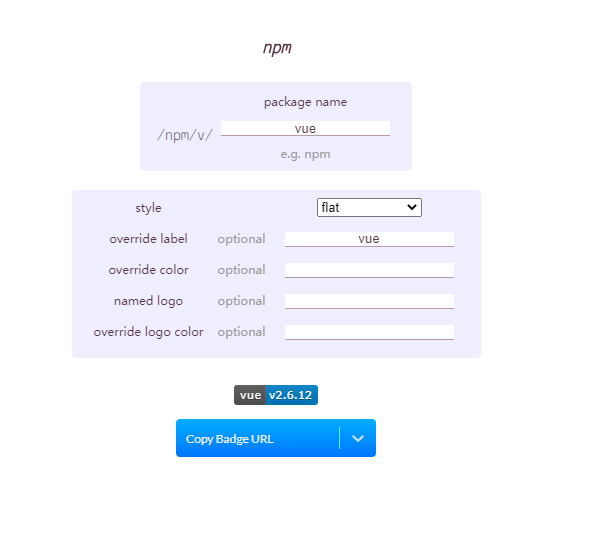 npm
package name
/npm/v/ vue
e.g. npm
style flat
override label optional vue
override color optional
named logo optional
override logo color optional
vue v2.6.12
Copy Badge URL